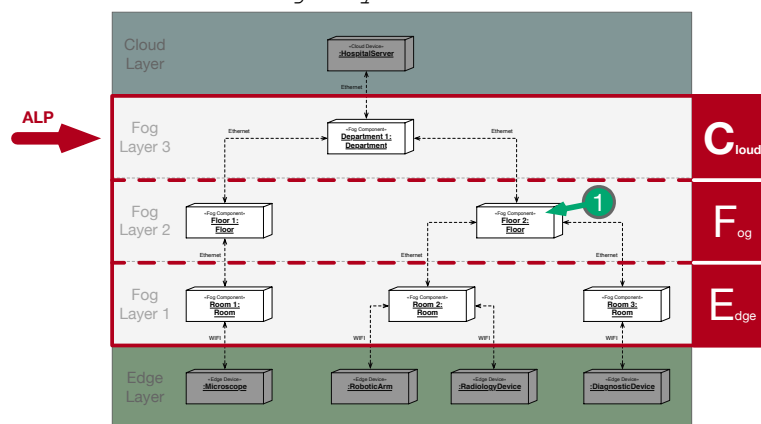 Cloud
Layer
«Cloud Device»
:HospitalServer
Ethernet
ALP
Fog
Layer 3
Ethernet
«Fog Component»
Department 1:
Department
Ethernet
Cloud
Fog
Layer 2
«Fog Component»
Floor 1:
Floor
«Fog Component»
Floor 2:
Floor
1
Fog
Ethernet
Ethernet
Ethernet
Fog
Layer 1
«Fog Component»
Room 1:
Room
«Fog Component»
Room 2:
Room
«Fog Component»
Room 3:
Room
Edge
WIFI
WIFI
WIFI
WIFI
Edge
Layer
«Edge Device»
:Microscope
«Edge Device»
:RoboticArm
«Edge Device»
:RadiologyDevice
«Edge Device»
:DiagnosticDevice